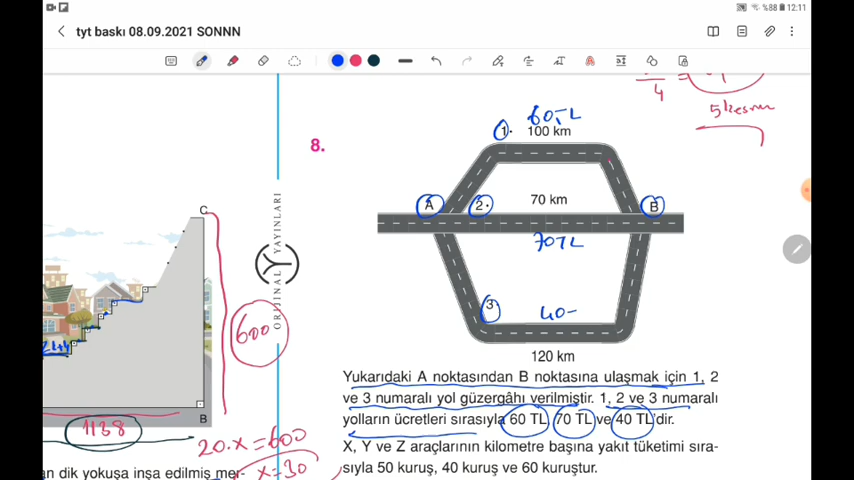 %88 12:11
tyt baskı 08.09.2021 SONNN
4
=
5kesmı
8.
60TL
1.
100 km
A
2.
70 km
B
70TL
3
40-
120 km
C
600
B
1138
20.x=600
x=30
ORİJİNAL YAYINLARI
an dik yokuşa inşa edilmiş mer-
Yukarıdaki A noktasından B noktasına ulaşmak için 1, 2
ve 3 numaralı yol güzergâhı verilmiştir. 1, 2 ve 3 numaralı
yolların ücretleri sırasıyla 60 TL, 70 TL ve 40 TL dir.
X, Y ve Z araçlarının kilometre başına yakıt tüketimi sıra-
sıyla 50 kuruş, 40 kuruş ve 60 kuruştur.